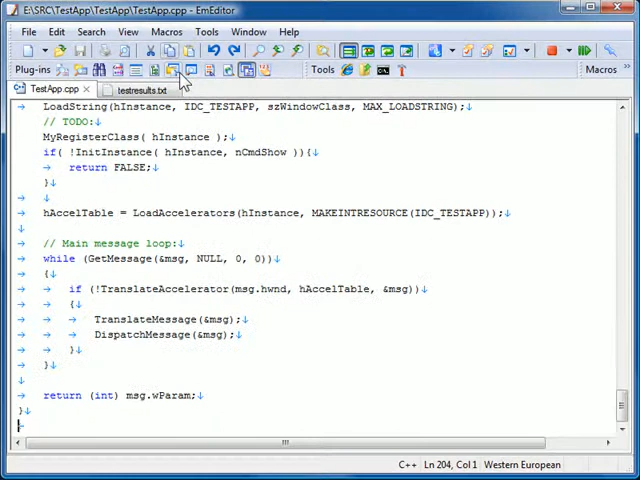 E:\SRC\TestApp\TestApp.cpp - EmEditor
File Edit Search View Macros Tools Window Help
Plug-ins Tools Macros »
TestApp.cpp testresults.txt
LoadString(hInstance, IDC_TESTAPP, szWindowClass, MAX_LOADSTRING);
// TODO:
MyRegisterClass( hInstance );
if( !InitInstance( hInstance, nCmdShow )){
return FALSE;
}
hAccelTable = LoadAccelerators(hInstance, MAKEINTRESOURCE(IDC_TESTAPP));
// Main message loop:
while (GetMessage(&msg, NULL, 0, 0))
{
if (!TranslateAccelerator(msg.hwnd, hAccelTable, &msg))
{
TranslateMessage(&msg);
DispatchMessage(&msg);
}
}
return (int) msg.wParam;
}
C++ Ln 204, Col 1 Western European